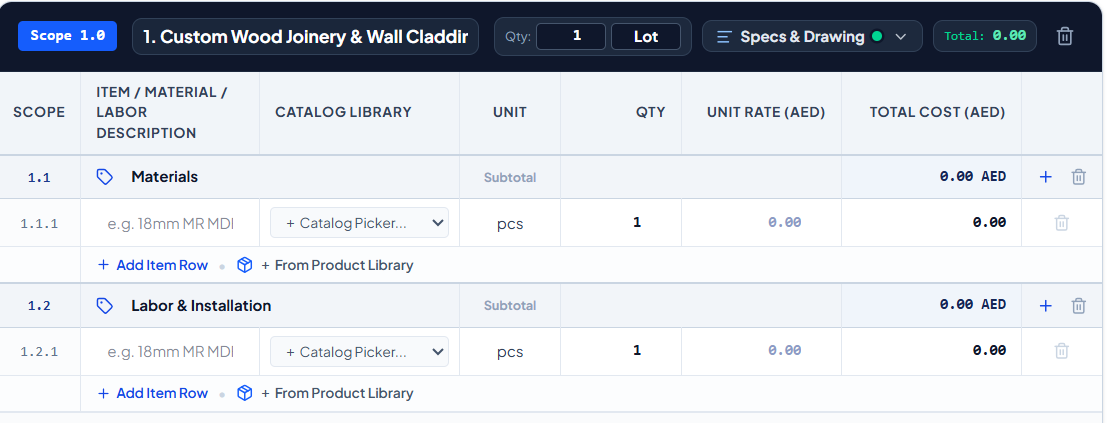 Scope 1.0 1. Custom Wood Joinery & Wall Claddir Qty: 1 Lot Specs & Drawing Total: 0.00
SCOPE ITEM / MATERIAL / LABOR DESCRIPTION CATALOG LIBRARY UNIT QTY UNIT RATE (AED) TOTAL COST (AED)
1.1 Materials Subtotal 0.00 AED +
1.1.1 e.g. 18mm MR MDI + Catalog Picker... pcs 1 0.00 0.00
+ Add Item Row • + From Product Library
1.2 Labor & Installation Subtotal 0.00 AED +
1.2.1 e.g. 18mm MR MDI + Catalog Picker... pcs 1 0.00 0.00
+ Add Item Row • + From Product Library